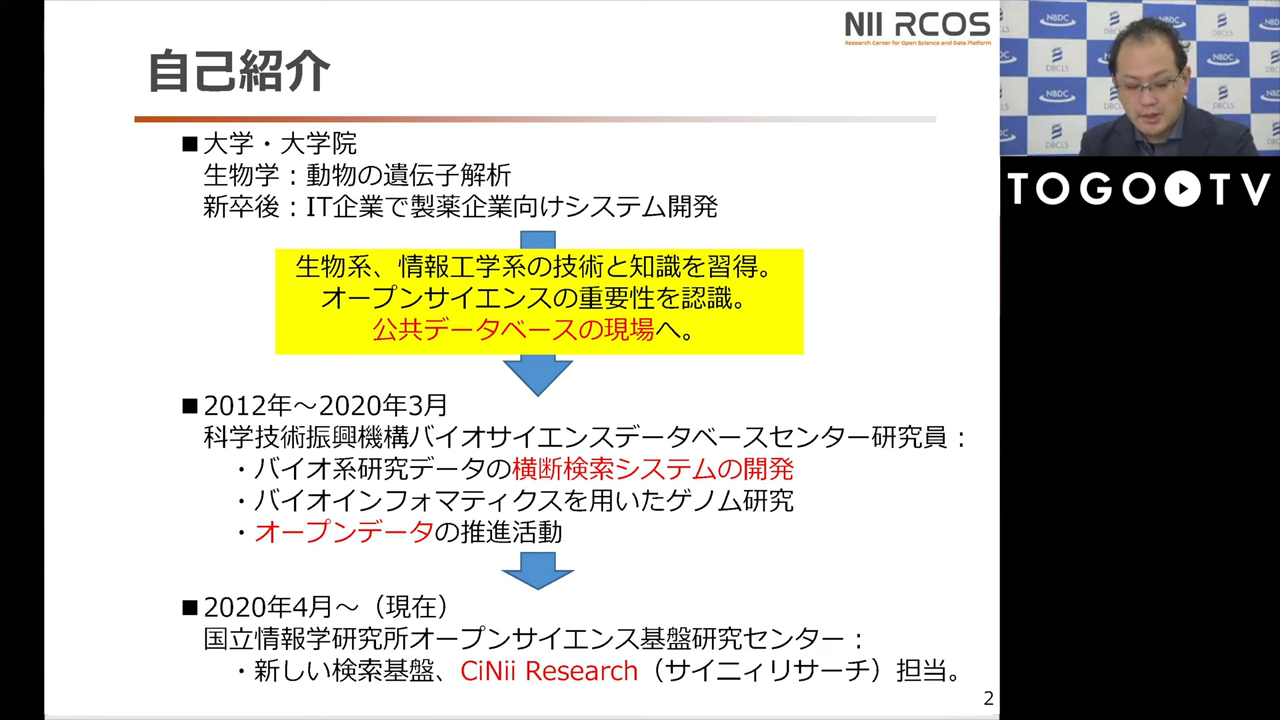 NII RCOS
Research Center for Open Science and Data Platform
自己紹介
■大学・大学院
生物学：動物の遺伝子解析
新卒後：IT企業で製薬企業向けシステム開発
生物系、情報工学系の技術と知識を習得。
オープンサイエンスの重要性を認識。
公共データベースの現場へ。
■2012年～2020年3月
科学技術振興機構バイオサイエンスデータベースセンター研究員：
・バイオ系研究データの横断検索システムの開発
・バイオインフォマティクスを用いたゲノム研究
・オープンデータの推進活動
■2020年4月～（現在）
国立情報学研究所オープンサイエンス基盤研究センター：
・新しい検索基盤、CiNii Research（サイニィリサーチ）担当。
2
NBDC
DBCLS
TOGO TV